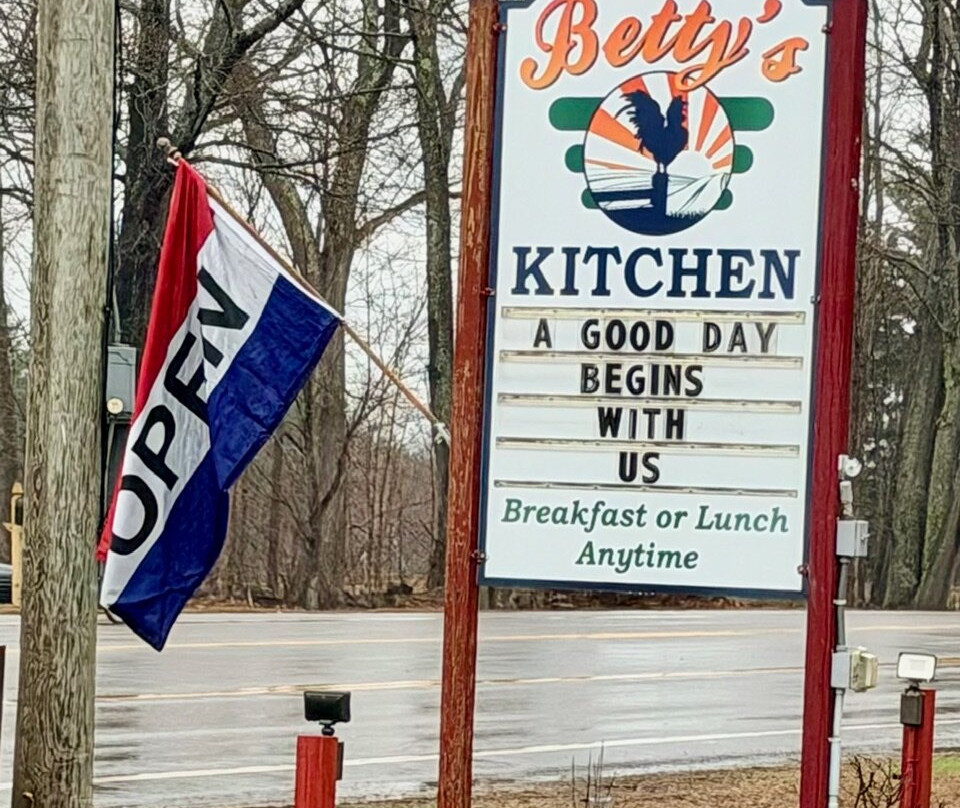 Betty's
KITCHEN
A GOOD DAY
BEGINS
WITH
US
Breakfast or Lunch
Anytime
OPEN